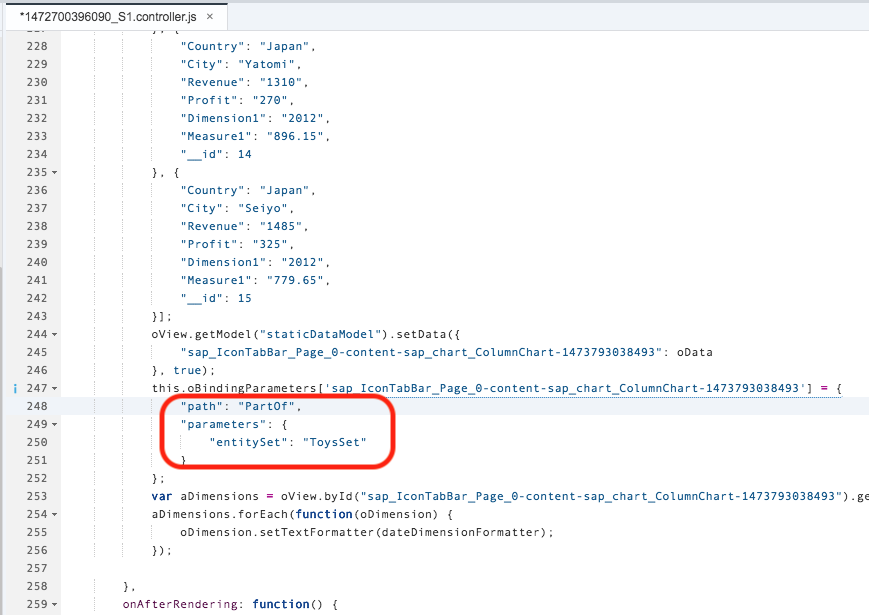 *1472700396090_S1.controller.js ×
228 "Country": "Japan",
229 "City": "Yatomi",
230 "Revenue": "1310",
231 "Profit": "270",
232 "Dimension1": "2012",
233 "Measure1": "896.15",
234 "__id": 14
235 }, {
236 "Country": "Japan",
237 "City": "Seiyo",
238 "Revenue": "1485",
239 "Profit": "325",
240 "Dimension1": "2012",
241 "Measure1": "779.65",
242 "__id": 15
243 }];
244 oView.getModel("staticDataModel").setData({
245 "sap_IconTabBar_Page_0-content-sap_chart_ColumnChart-1473793038493": oData
246 }, true);
i 247 this.oBindingParameters['sap_IconTabBar_Page_0-content-sap_chart_ColumnChart-1473793038493'] = {
248 "path": "PartOf",
249 "parameters": {
250 "entitySet": "ToysSet"
251 }
252 };
253 var aDimensions = oView.byId("sap_IconTabBar_Page_0-content-sap_chart_ColumnChart-1473793038493").ge
254 aDimensions.forEach(function(oDimension) {
255 oDimension.setTextFormatter(dateDimensionFormatter);
256 });
257
258 },
259 onAfterRendering: function() {